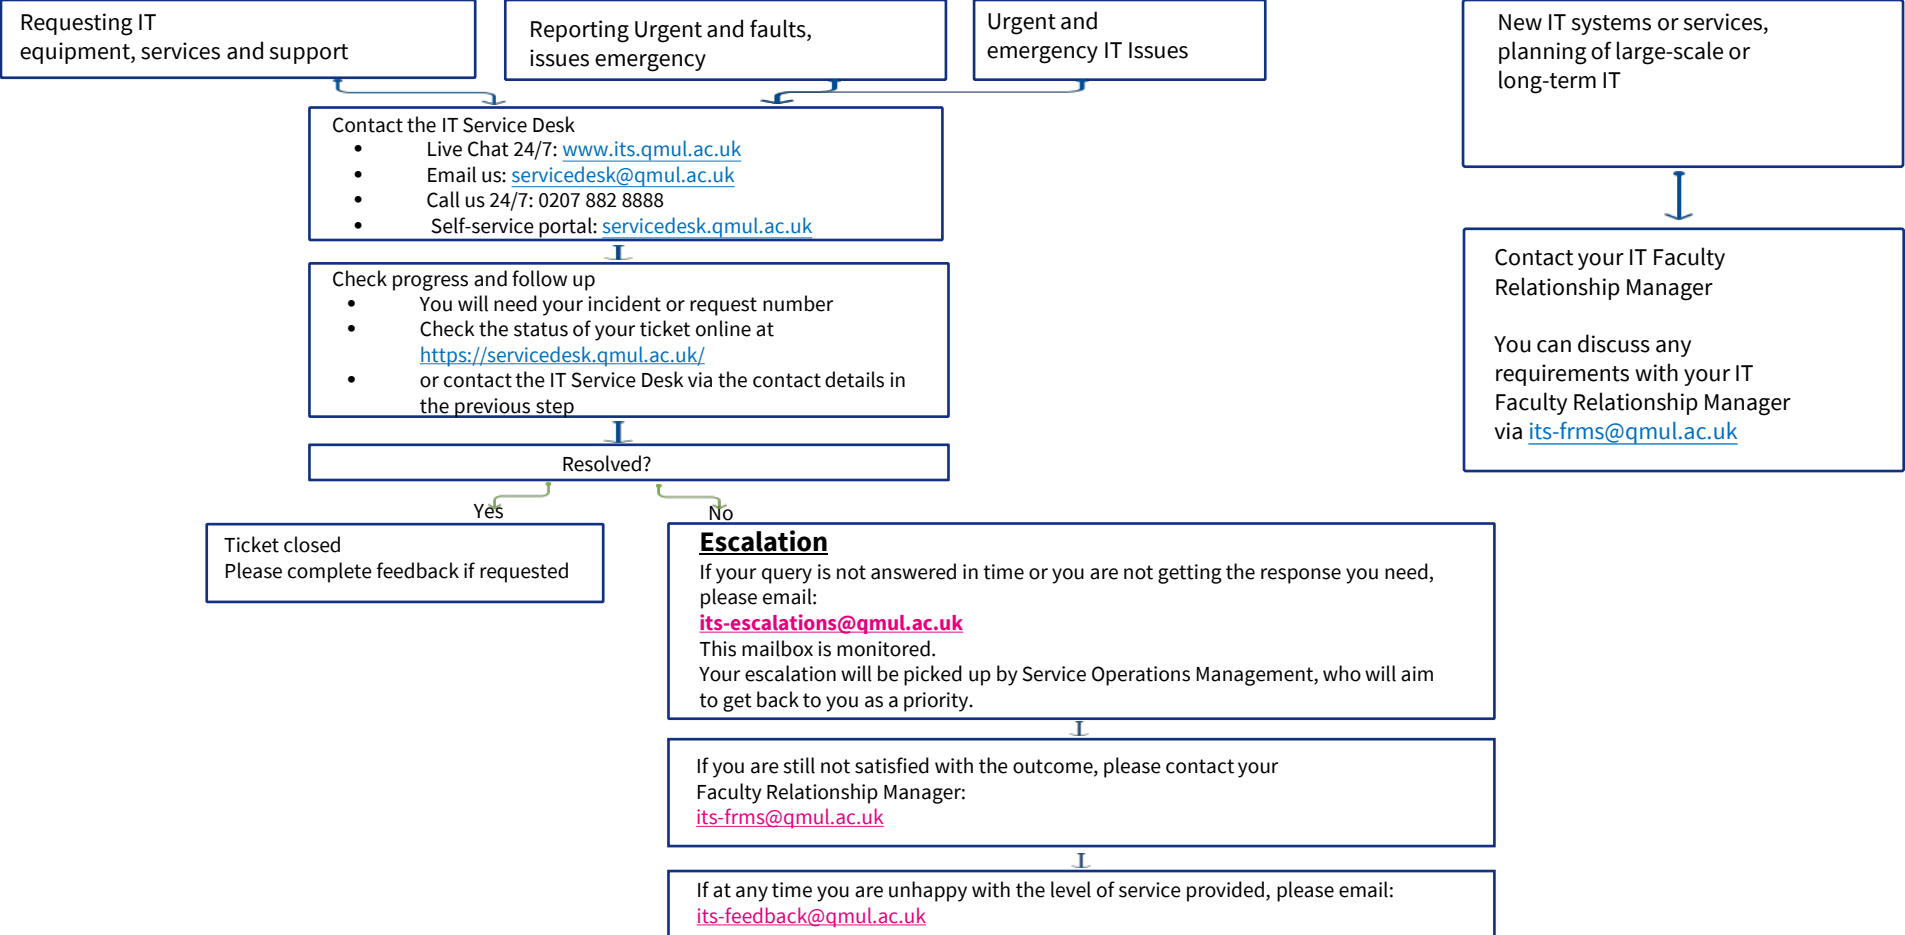 Requesting IT
equipment, services and support
Reporting Urgent and faults,
issues emergency
Urgent and
emergency IT Issues
New IT systems or services,
planning of large-scale or
long-term IT
Contact the IT Service Desk
• Live Chat 24/7: www.its.qmul.ac.uk
• Email us: servicedesk@qmul.ac.uk
• Call us 24/7: 0207 882 8888
• Self-service portal: servicedesk.qmul.ac.uk
Contact your IT Faculty
Relationship Manager
You can discuss any
requirements with your IT
Faculty Relationship Manager
via its-frms@qmul.ac.uk
Check progress and follow up
• You will need your incident or request number
• Check the status of your ticket online at
https://servicedesk.qmul.ac.uk/
• or contact the IT Service Desk via the contact details in
the previous step
Resolved?
Yes
No
Ticket closed
Please complete feedback if requested
Escalation
If your query is not answered in time or you are not getting the response you need,
please email:
its-escalations@qmul.ac.uk
This mailbox is monitored.
Your escalation will be picked up by Service Operations Management, who will aim
to get back to you as a priority.
If you are still not satisfied with the outcome, please contact your
Faculty Relationship Manager:
its-frms@qmul.ac.uk
If at any time you are unhappy with the level of service provided, please email:
its-feedback@qmul.ac.uk